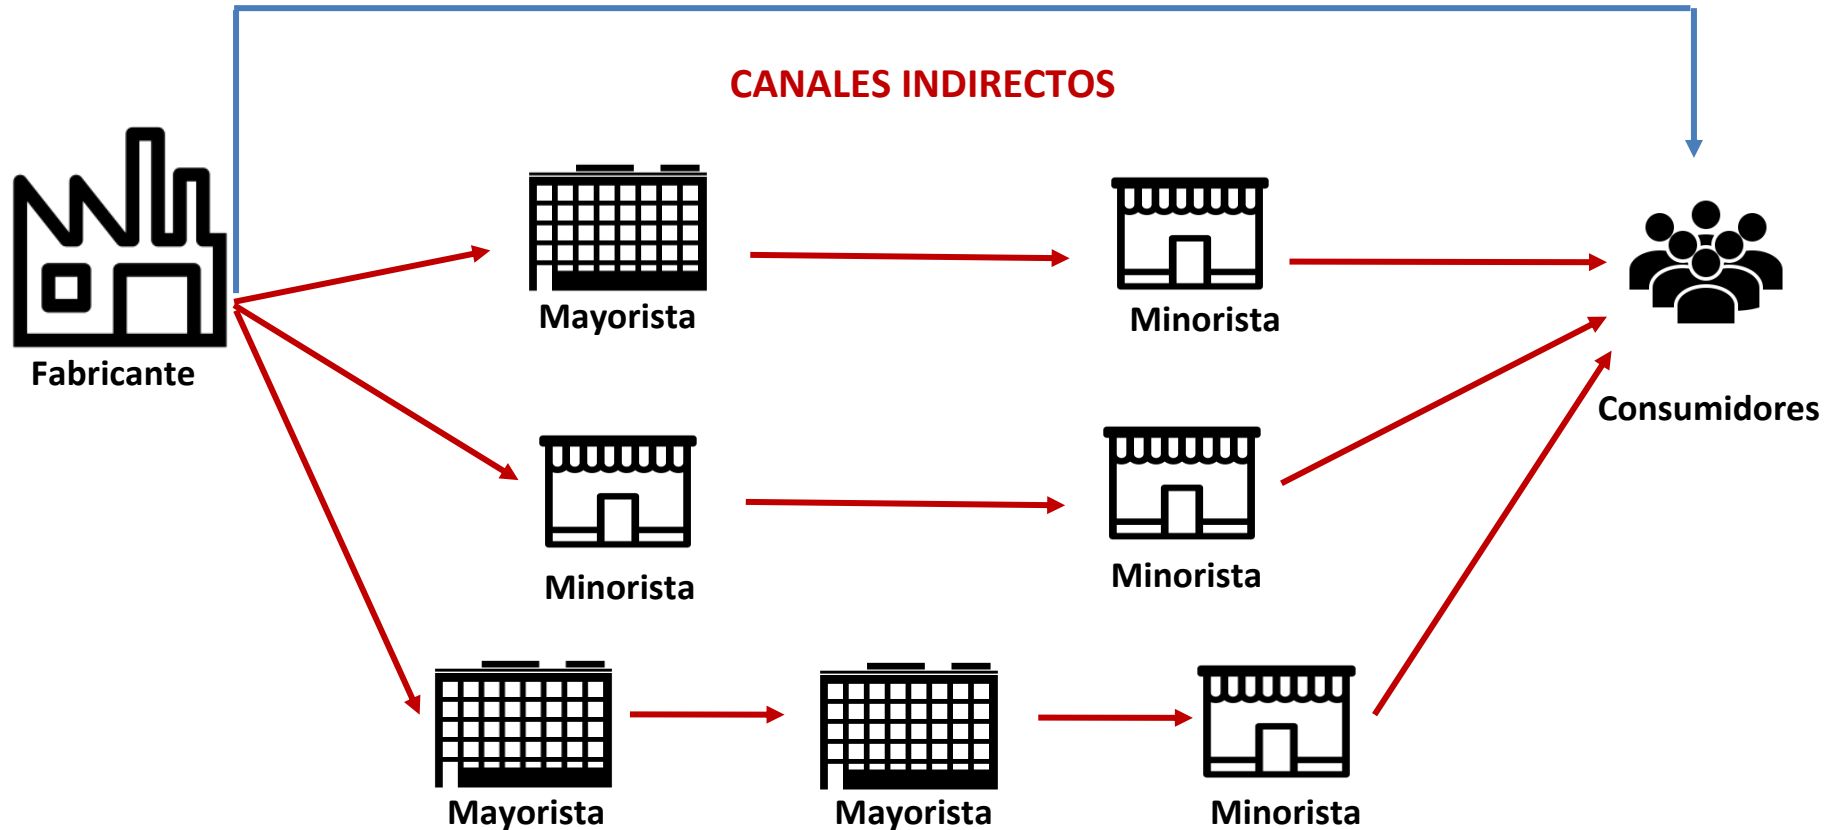 CANALES INDIRECTOS
Mayorista
Minorista
Fabricante
Consumidores
Minorista
Minorista
Mayorista
Mayorista
Minorista